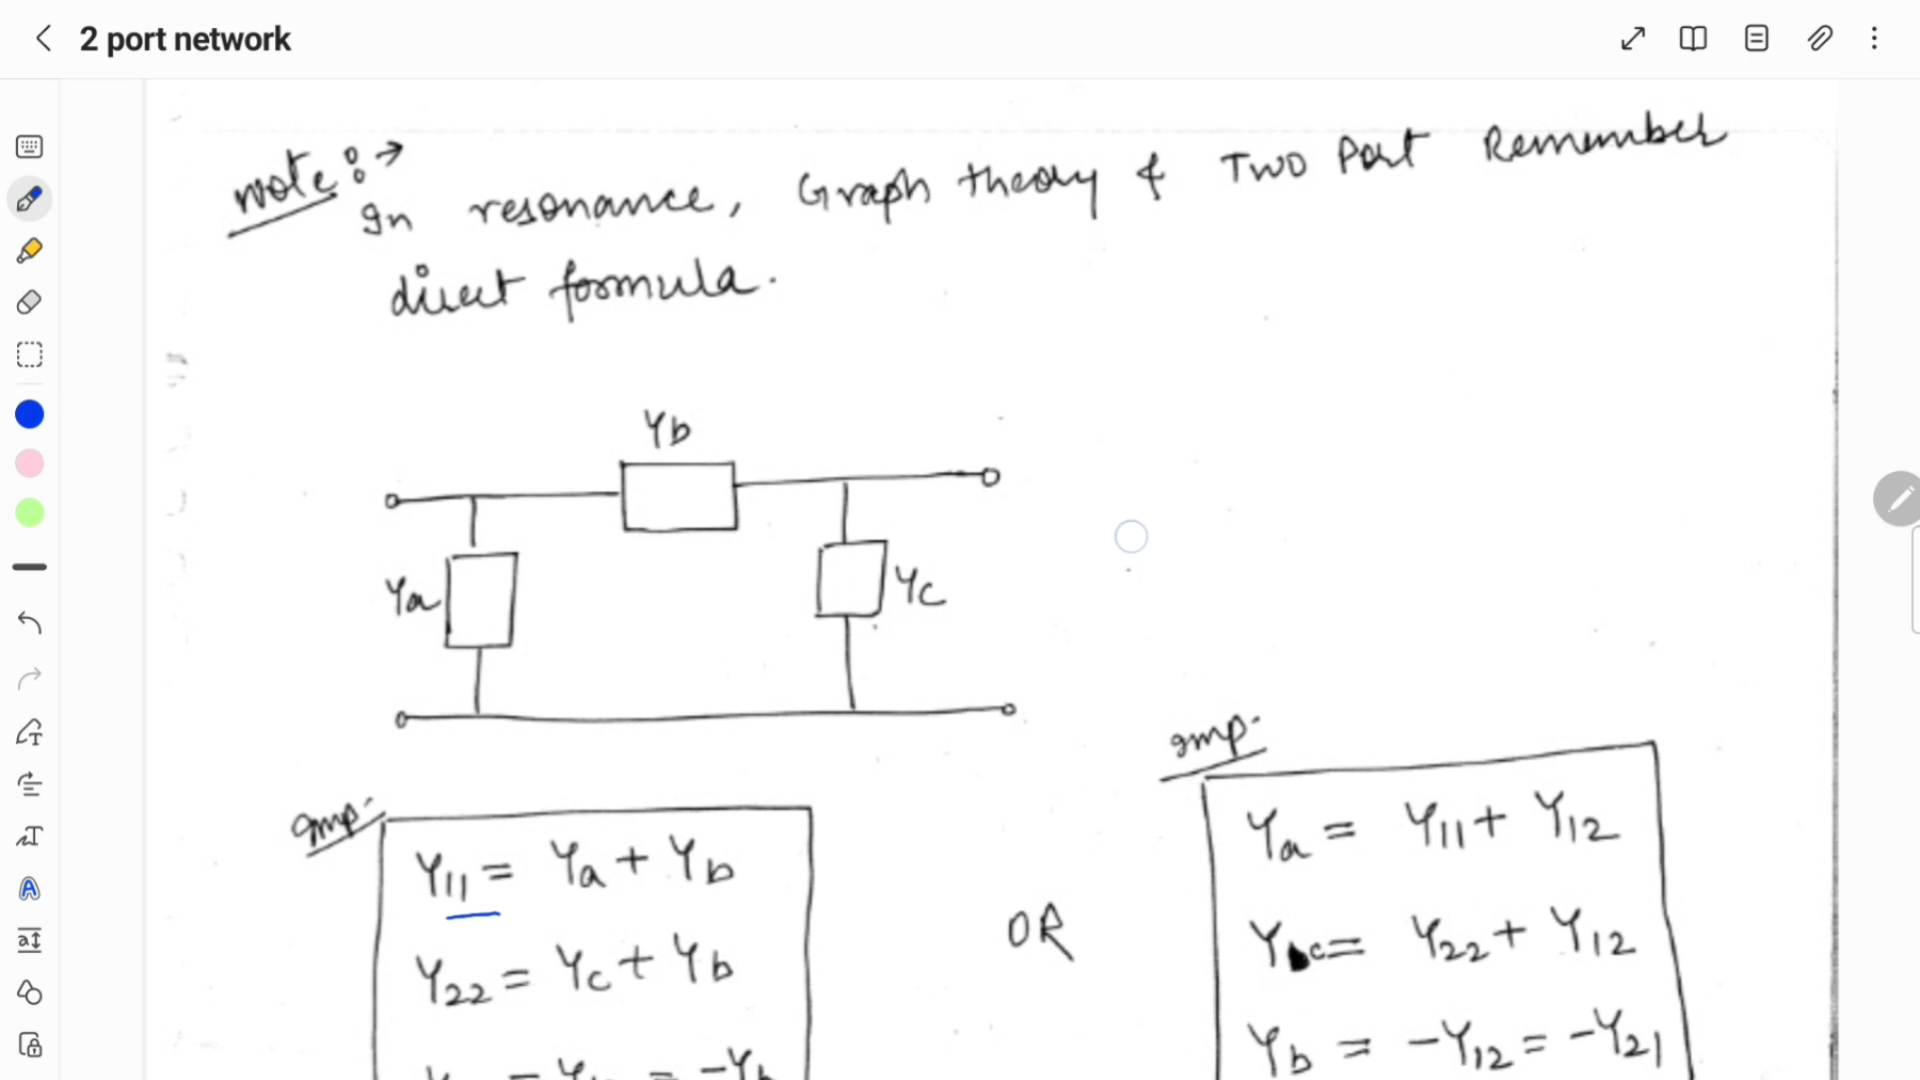 2 port network
Note :→
In resonance, Graph theory & Two Port Remember
direct formula.
Yb
Ya
Yc
Imp.
Y11 = Ya + Yb
Y22 = Yc + Yb
= -Yb
OR
Imp.
Ya = Y11 + Y12
Yc = Y22 + Y12
Yb = -Y12 = -Y21